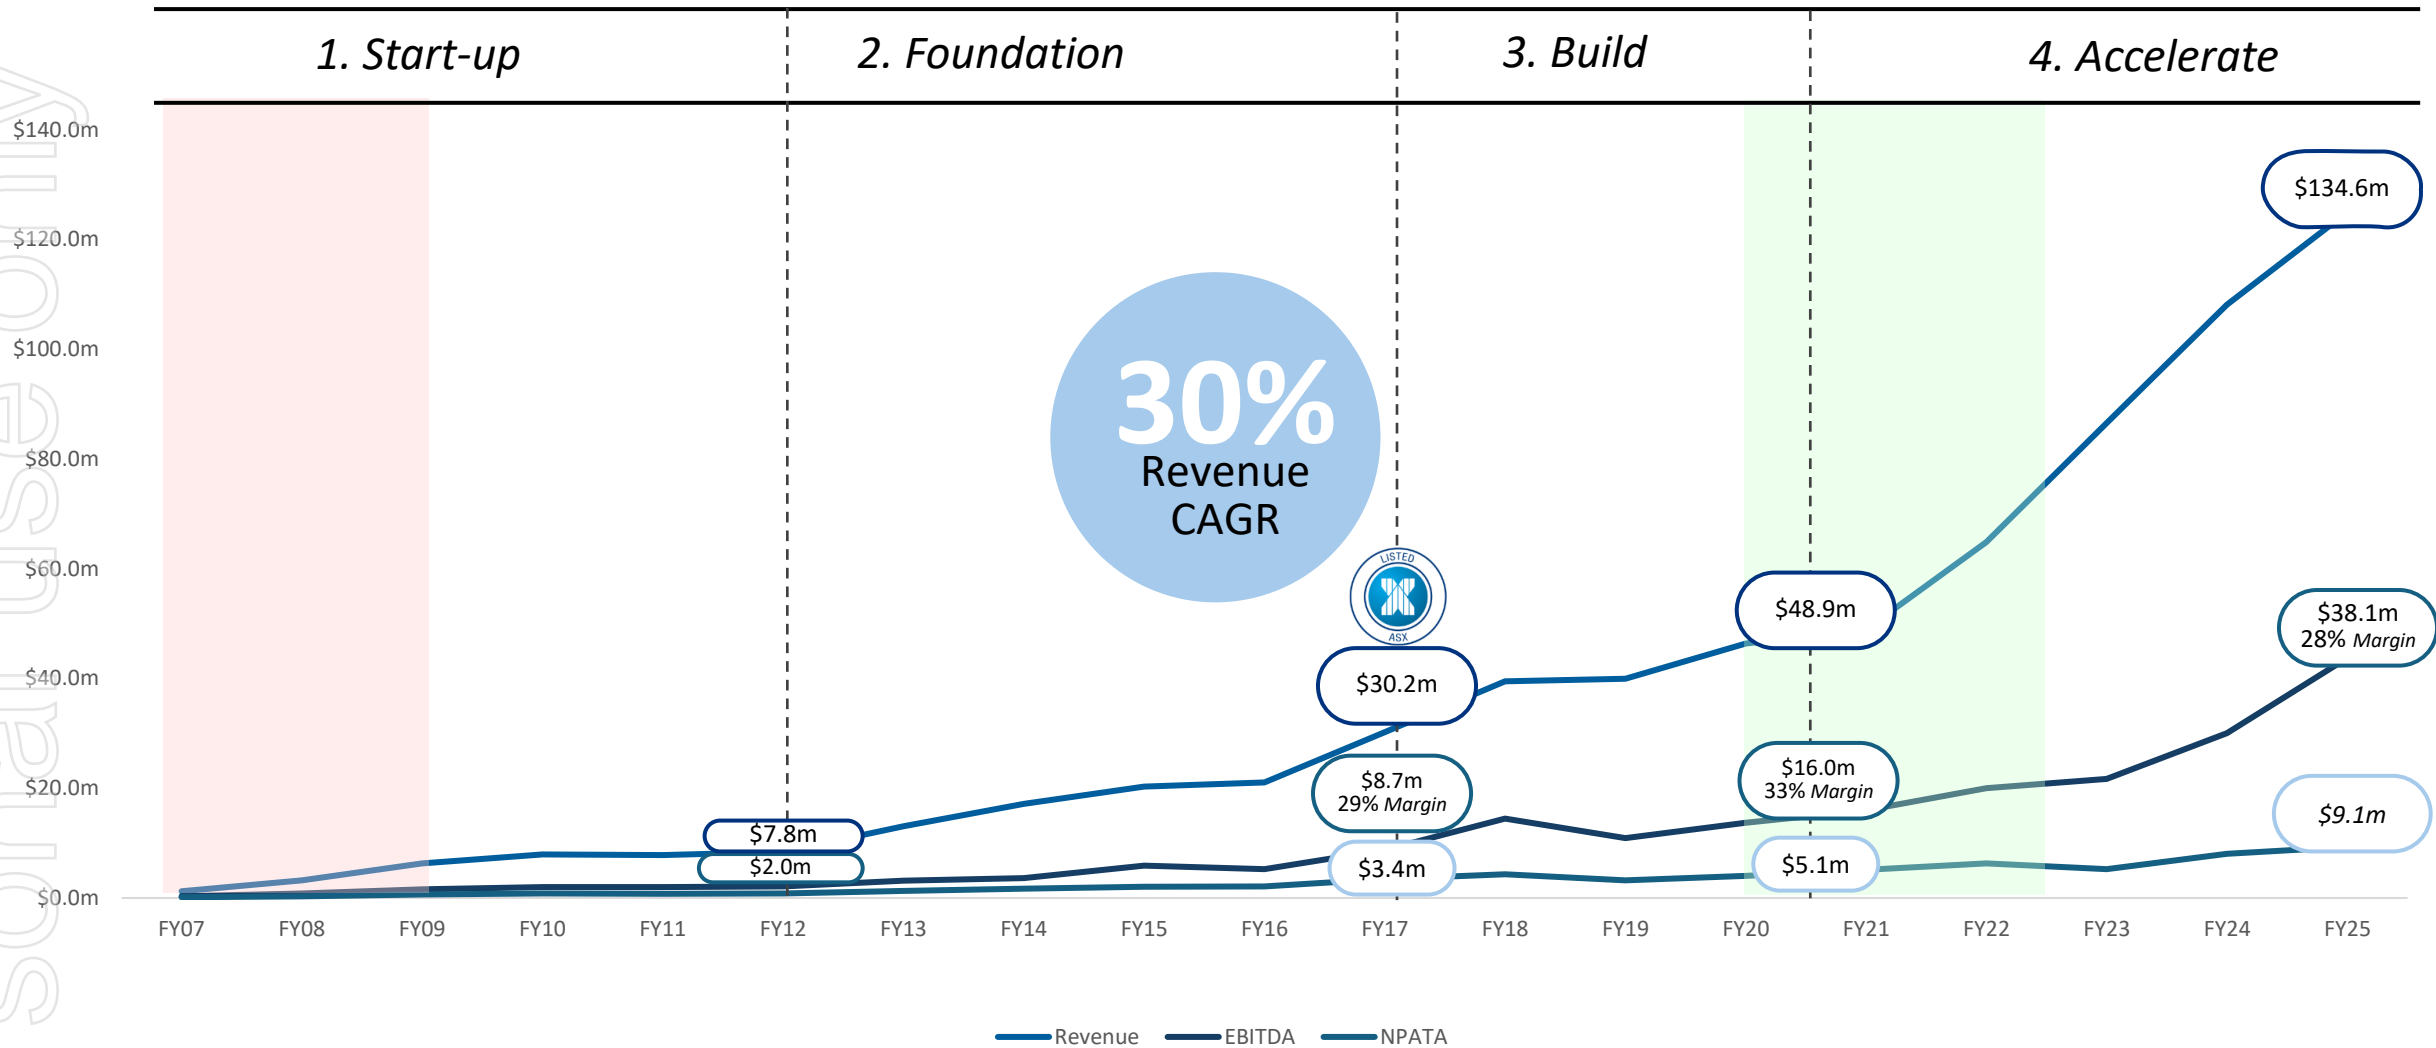 1. Start-up
2. Foundation
3. Build
4. Accelerate
$140.0m
$120.0m
$100.0m
$80.0m
$60.0m
$40.0m
$20.0m
$0.0m
30%
Revenue
CAGR
LISTED
ASX
$7.8m
$2.0m
$30.2m
$8.7m
29% Margin
$3.4m
$48.9m
$16.0m
33% Margin
$5.1m
$134.6m
$38.1m
28% Margin
$9.1m
FY07
FY08
FY09
FY10
FY11
FY12
FY13
FY14
FY15
FY16
FY17
FY18
FY19
FY20
FY21
FY22
FY23
FY24
FY25
Revenue
EBITDA
NPATA
sonal use only